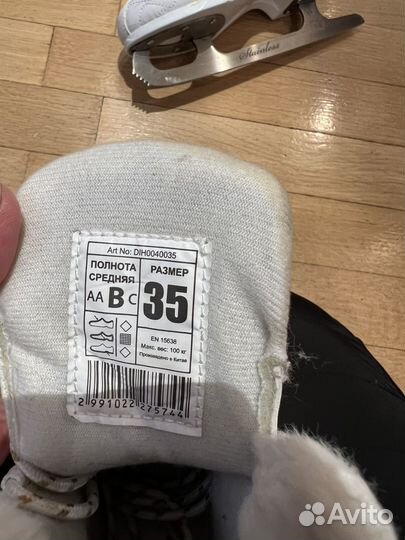 Stainless
Art No: DIH0040035
ПОЛНОТА
СРЕДНЯЯ
РАЗМЕР
AA B C
35
EN 15638
Макс. вес: 100 кг
Произведено в Китае
2 991022 275744
Avito